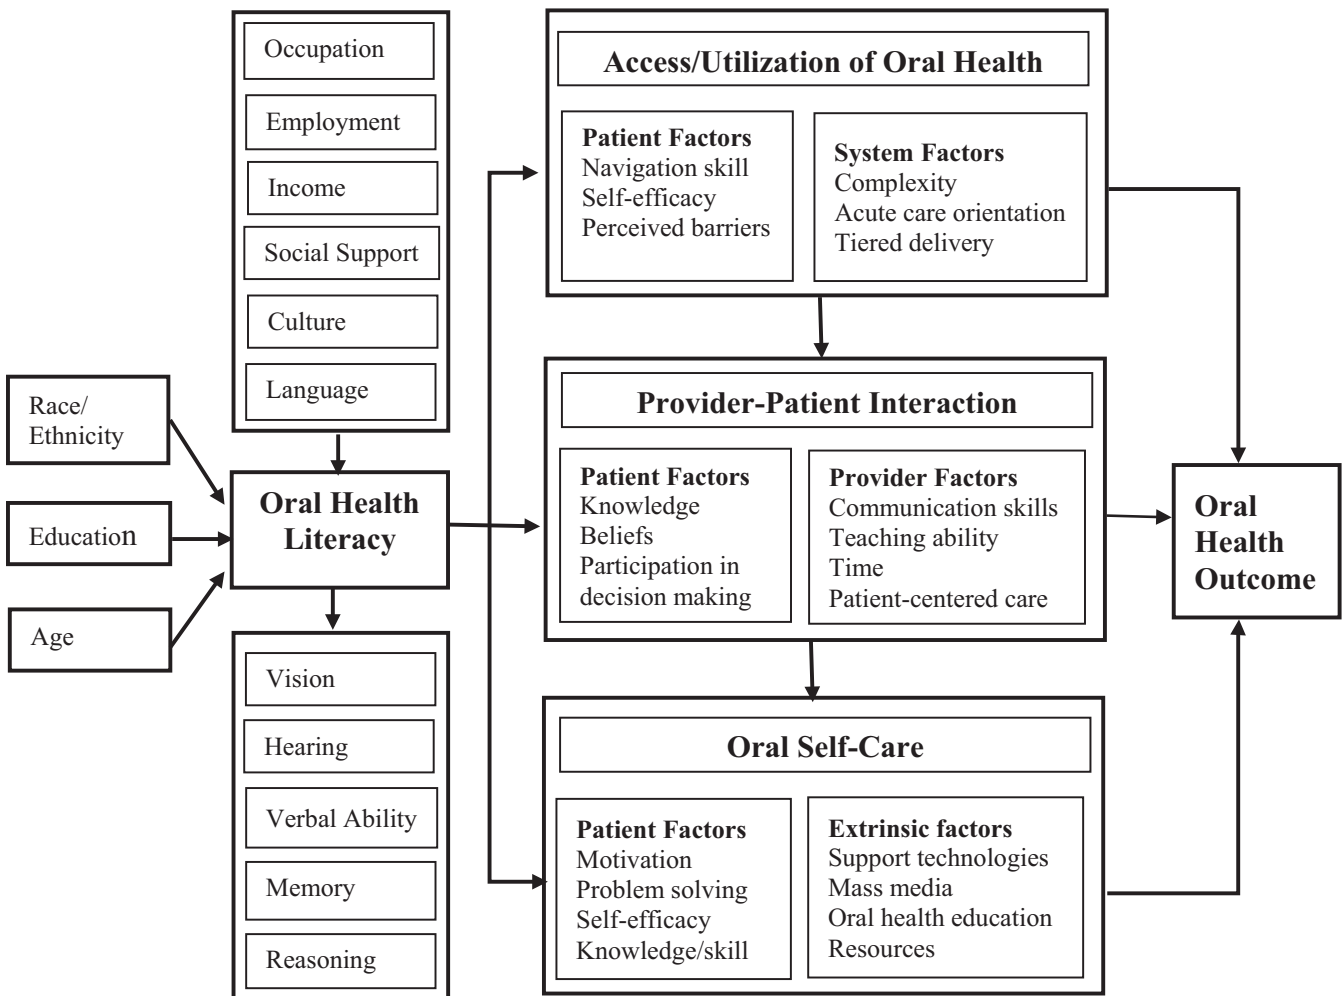 Race/
Ethnicity
Education
Age
Occupation
Employment
Income
Social Support
Culture
Language
Oral Health
Literacy
Vision
Hearing
Verbal Ability
Memory
Reasoning
Access/Utilization of Oral Health
Patient Factors
Navigation skill
Self-efficacy
Perceived barriers
System Factors
Complexity
Acute care orientation
Tiered delivery
Provider-Patient Interaction
Patient Factors
Knowledge
Beliefs
Participation in
decision making
Provider Factors
Communication skills
Teaching ability
Time
Patient-centered care
Oral Self-Care
Patient Factors
Motivation
Problem solving
Self-efficacy
Knowledge/skill
Extrinsic factors
Support technologies
Mass media
Oral health education
Resources
Oral
Health
Outcome